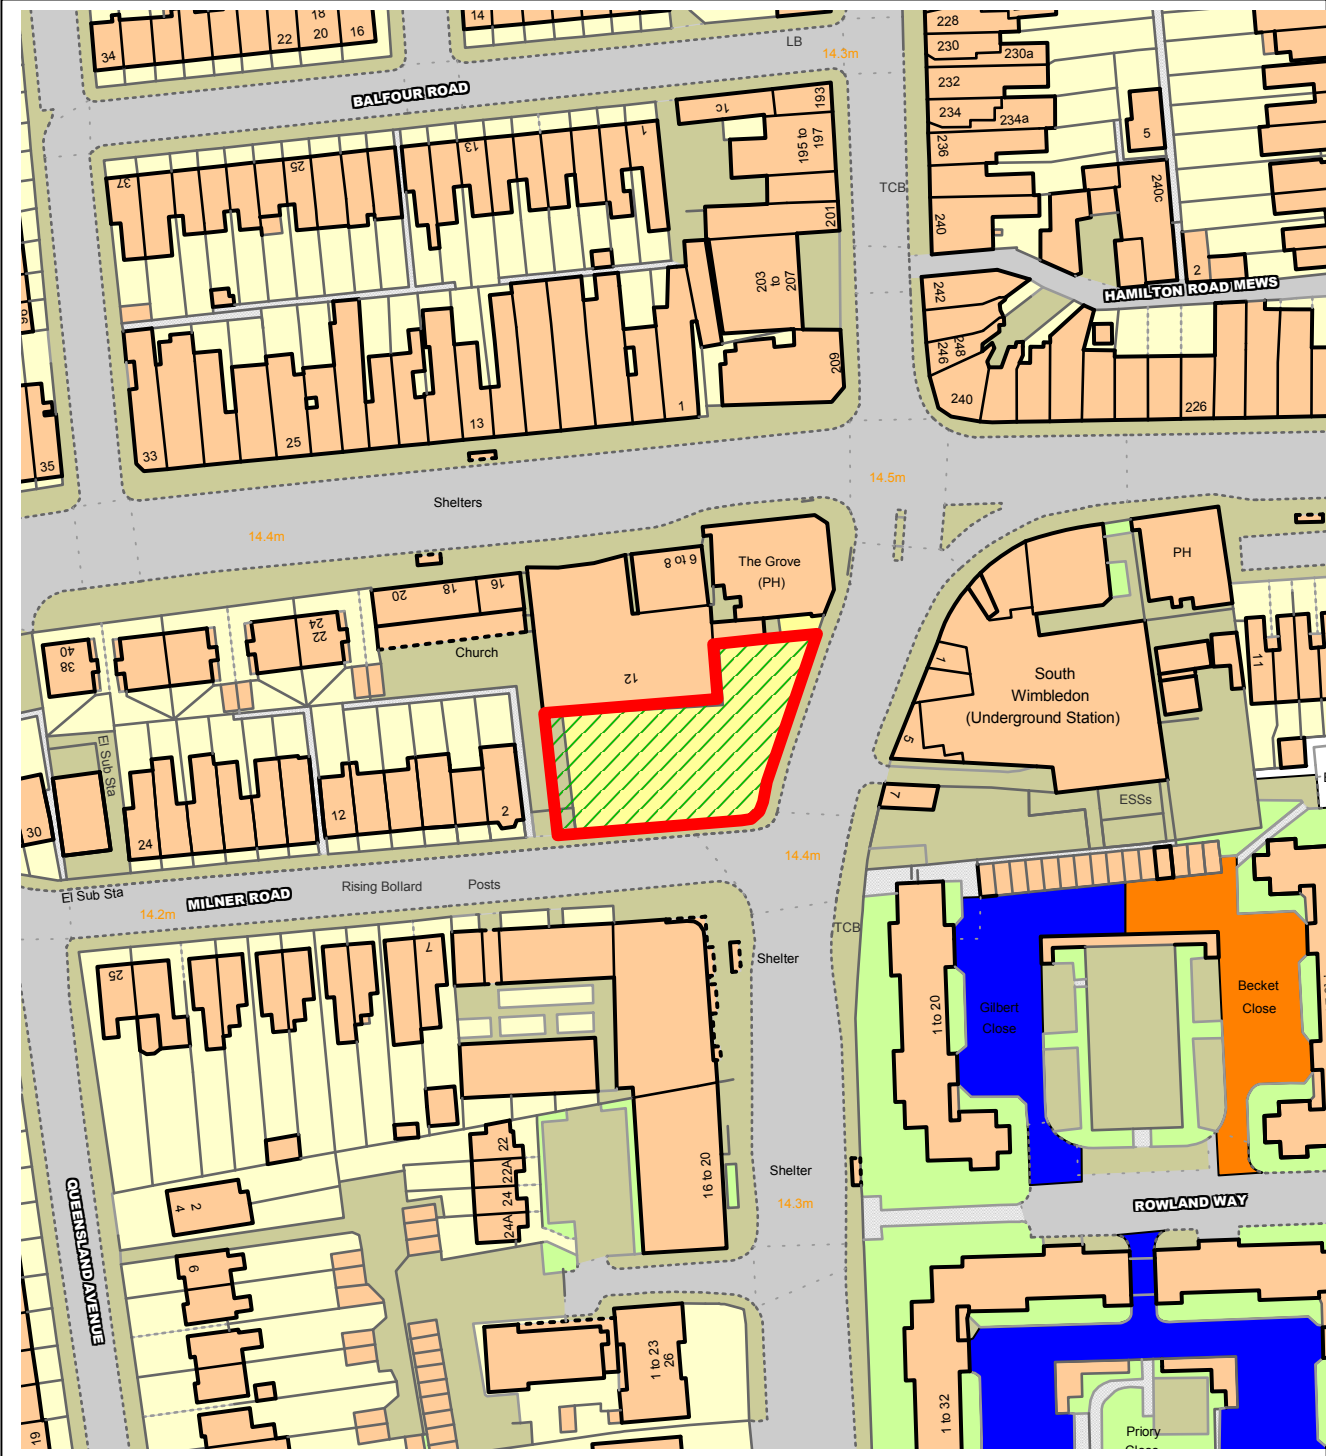 18
14
34
22
20
16
LB
14.3m
228
230
230a
232
234
234a
236
5
BALFOUR ROAD
1c
193
195 to
197
1
13
25
37
TCB
240c
201
240
2
203
to
207
HAMILTON ROAD MEWS
242
248
246
209
240
226
1
13
25
33
35
14.5m
Shelters
14.4m
The Grove
(PH)
6 to 8
PH
16
18
20
22
24
Church
38
40
12
1
11
South
Wimbledon
(Underground Station)
5
El Sub Sta
7
ESSs
2
12
24
30
14.4m
El Sub Sta
MILNER ROAD
Rising Bollard
Posts
14.2m
TCB
7
25
Shelter
1 to 20
Gilbert
Close
Becket
Close
22
22A
24
24A
16 to 20
Shelter
14.3m
ROWLAND WAY
2
4
QUEENSLAND AVENUE
6
1 to 23
26
1 to 32
Priory
Close
19